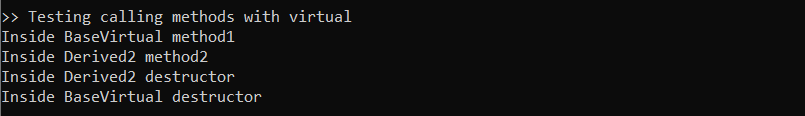 >> Testing calling methods with virtual
Inside BaseVirtual method1
Inside Derived2 method2
Inside Derived2 destructor
Inside BaseVirtual destructor